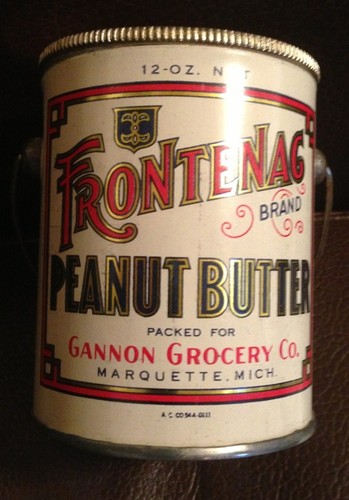 12-OZ. NET
FRONTENAC
BRAND
PEANUT BUTTER
PACKED FOR
GANNON GROCERY CO.
MARQUETTE, MICH.